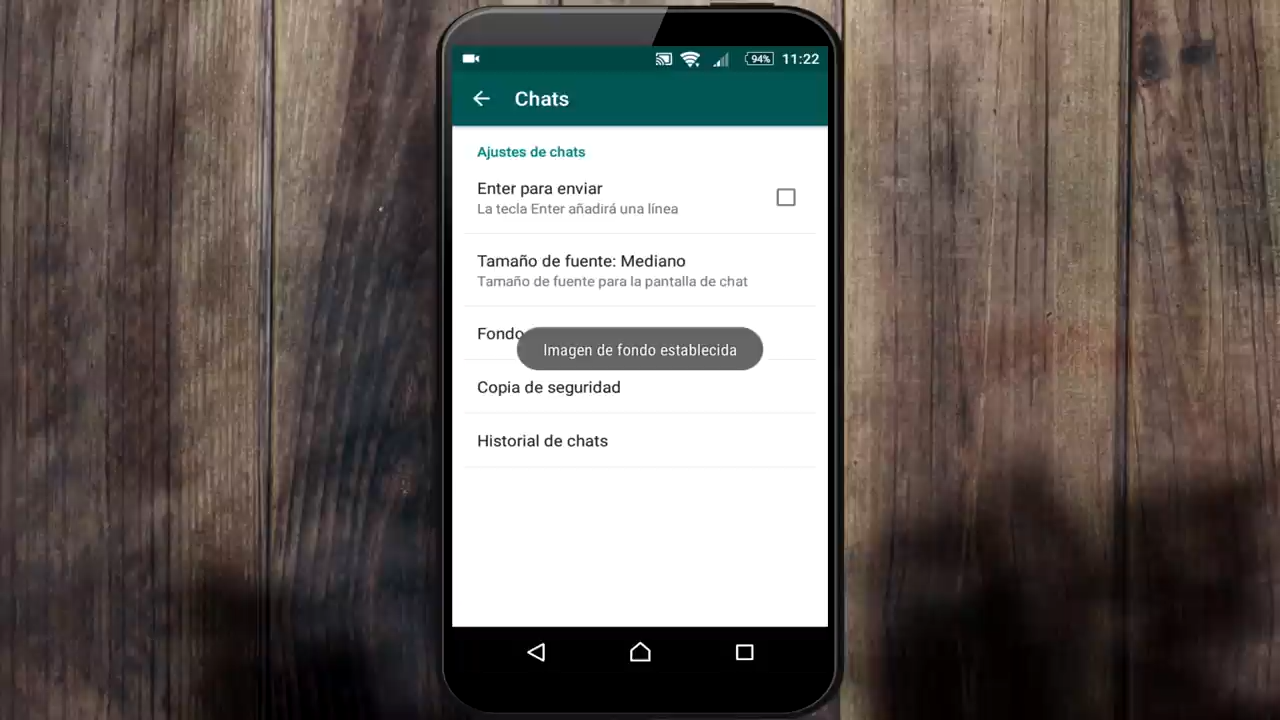 94%
11:22
Chats
Ajustes de chats
Enter para enviar
La tecla Enter añadirá una línea
Tamaño de fuente: Mediano
Tamaño de fuente para la pantalla de chat
Fondo
Imagen de fondo establecida
Copia de seguridad
Historial de chats